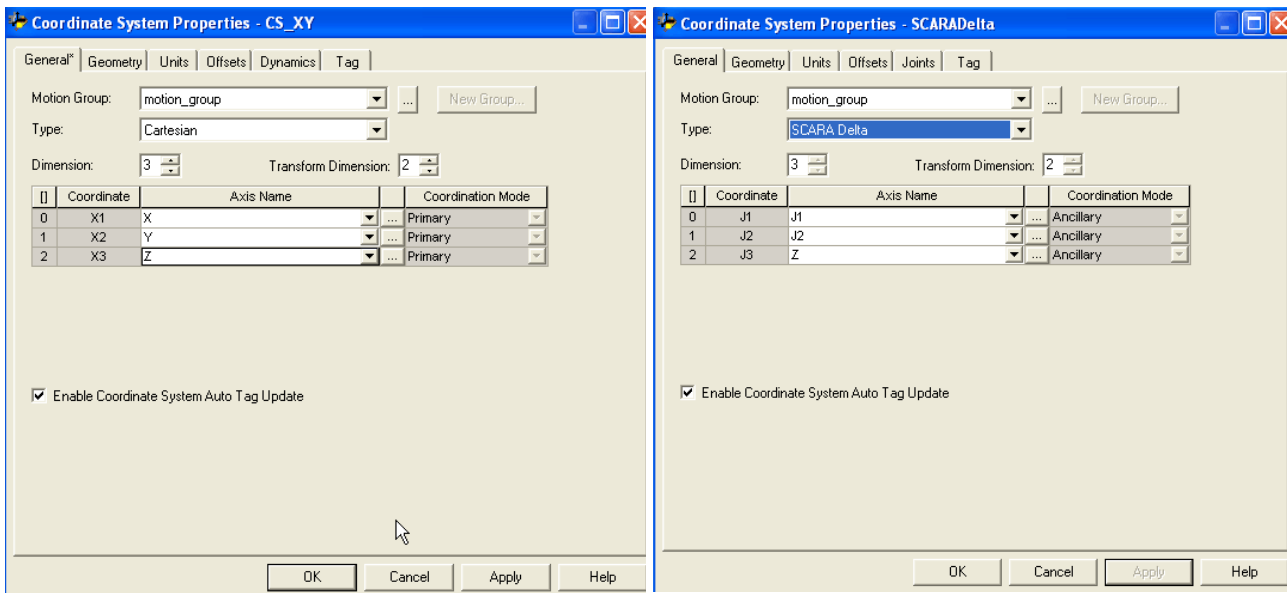 Coordinate System Properties - CS_XY
General* Geometry Units Offsets Dynamics Tag
Motion Group: motion_group ... New Group...
Type: Cartesian
Dimension: 3 Transform Dimension: 2
[] Coordinate Axis Name Coordination Mode
0 X1 X ... Primary
1 X2 Y ... Primary
2 X3 Z ... Primary
Enable Coordinate System Auto Tag Update
OK Cancel Apply Help
Coordinate System Properties - SCARADelta
General Geometry Units Offsets Joints Tag
Motion Group: motion_group ... New Group...
Type: SCARA Delta
Dimension: 3 Transform Dimension: 2
[] Coordinate Axis Name Coordination Mode
0 J1 J1 ... Ancillary
1 J2 J2 ... Ancillary
2 J3 Z ... Ancillary
Enable Coordinate System Auto Tag Update
OK Cancel Apply Help